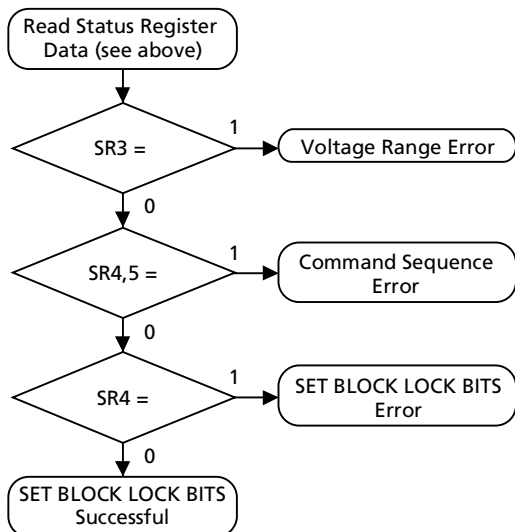 Read Status Register
Data (see above)
SR3 =
1
Voltage Range Error
0
SR4,5 =
1
Command Sequence
Error
0
SR4 =
1
SET BLOCK LOCK BITS
Error
0
SET BLOCK LOCK BITS
Successful